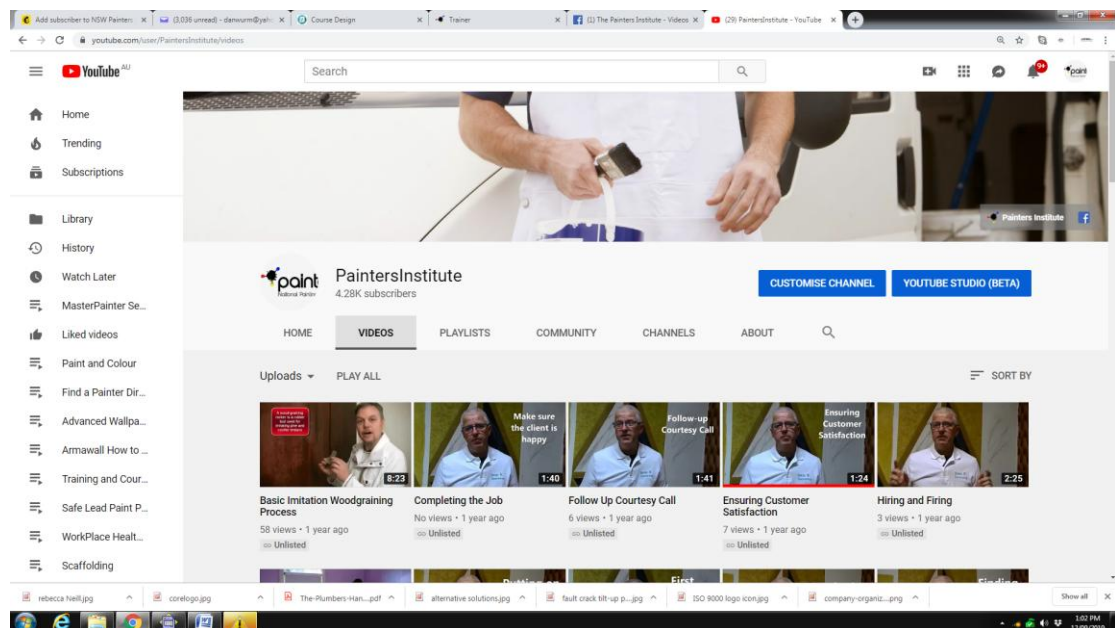 Add subscriber to NSW Painters
(3,036 unread) - danwurm@yah
Course Design
Trainer
(1) The Painters Institute - Videos
(29) PaintersInstitute - YouTube
youtube.com/user/PaintersInstitute/videos
YouTube AU
Search
9+
paint
Home
Trending
Subscriptions
Library
History
Watch Later
MasterPainter Se...
Liked videos
Paint and Colour
Find a Painter Dir...
Advanced Wallpa...
Armawall How to ...
Training and Cour...
Safe Lead Paint P...
WorkPlace Healt...
Scaffolding
Painters Institute
paint
National Painter
PaintersInstitute
4.28K subscribers
CUSTOMISE CHANNEL
YOUTUBE STUDIO (BETA)
HOME VIDEOS PLAYLISTS COMMUNITY CHANNELS ABOUT
Uploads PLAY ALL SORT BY
8:23
Basic Imitation Woodgraining
Process
58 views • 1 year ago
Unlisted
Make sure
the client is
happy
1:40
Completing the Job
No views • 1 year ago
Unlisted
Follow-up
Courtesy Call
1:41
Follow Up Courtesy Call
6 views • 1 year ago
Unlisted
Ensuring
Customer
Satisfaction
1:24
Ensuring Customer
Satisfaction
7 views • 1 year ago
Unlisted
2:25
Hiring and Firing
3 views • 1 year ago
Unlisted
Putting on
First
Finding
rebecca Neill.jpg
corelogo.jpg
The-Plumbers-Han....pdf
alternative solutions.jpg
fault crack tilt-up p....jpg
ISO 9000 logo icon.jpg
company-organiz....png
Show all
1:02 PM